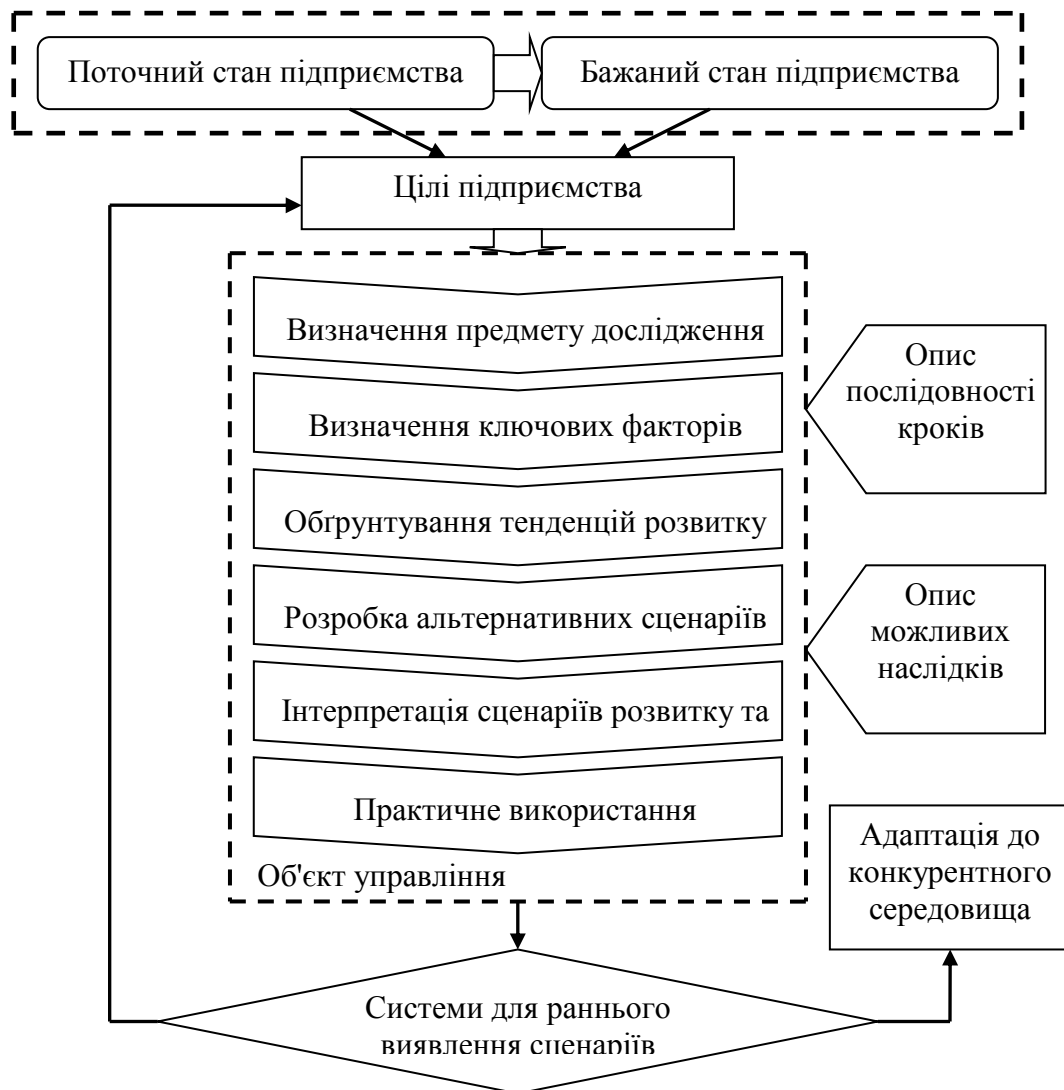 Поточний стан підприємства
Бажаний стан підприємства
Цілі підприємства
Визначення предмету дослідження
Визначення ключових факторів
Обґрунтування тенденцій розвитку
Розробка альтернативних сценаріїв
Інтерпретація сценаріїв розвитку та
Практичне використання
Об'єкт управління
Опис
послідовності
кроків
Опис
можливих
наслідків
Адаптація до
конкурентного
середовища
Системи для раннього
виявлення сценаріїв